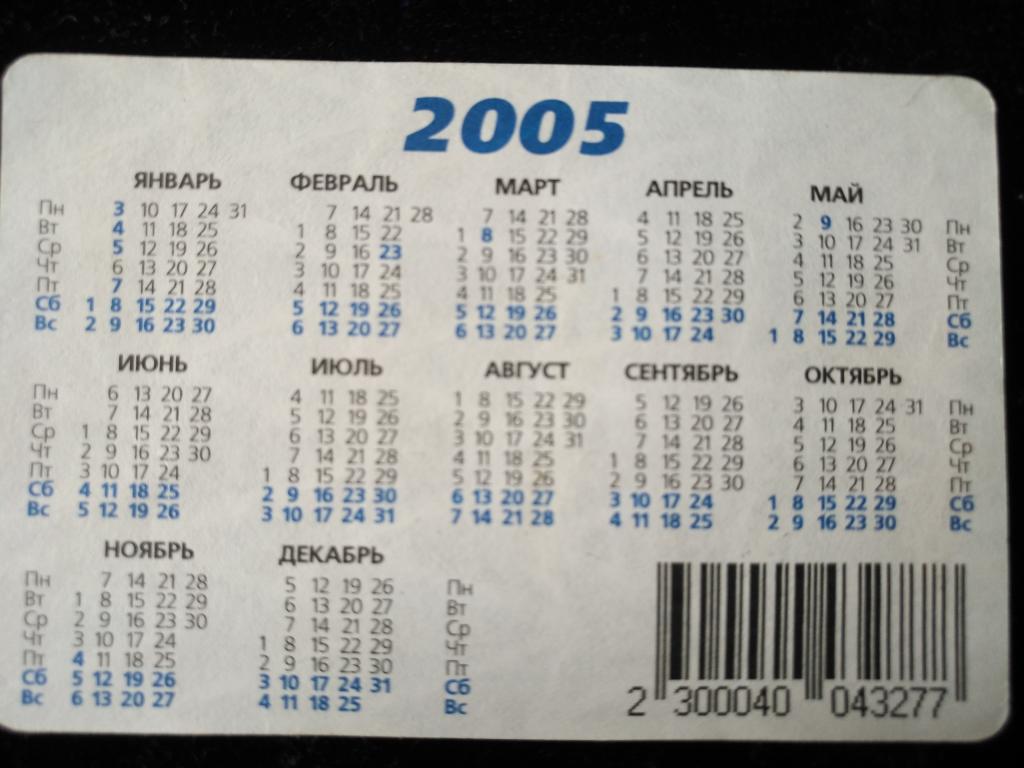 2005
ЯНВАРЬ ФЕВРАЛЬ МАРТ АПРЕЛЬ МАЙ
Пн 3 10 17 24 31 7 14 21 28 7 14 21 28 4 11 18 25 2 9 16 23 30 Пн
Вт 4 11 18 25 1 8 15 22 1 8 15 22 29 5 12 19 26 3 10 17 24 31 Вт
Ср 5 12 19 26 2 9 16 23 2 9 16 23 30 6 13 20 27 4 11 18 25 Ср
Чт 6 13 20 27 3 10 17 24 3 10 17 24 31 7 14 21 28 5 12 19 26 Чт
Пт 7 14 21 28 4 11 18 25 4 11 18 25 1 8 15 22 29 6 13 20 27 Пт
Сб 1 8 15 22 29 5 12 19 26 5 12 19 26 2 9 16 23 30 7 14 21 28 Сб
Вс 2 9 16 23 30 6 13 20 27 6 13 20 27 3 10 17 24 1 8 15 22 29 Вс
ИЮНЬ ИЮЛЬ АВГУСТ СЕНТЯБРЬ ОКТЯБРЬ
Пн 6 13 20 27 4 11 18 25 1 8 15 22 29 5 12 19 26 3 10 17 24 31 Пн
Вт 7 14 21 28 5 12 19 26 2 9 16 23 30 6 13 20 27 4 11 18 25 Вт
Ср 1 8 15 22 29 6 13 20 27 3 10 17 24 31 7 14 21 28 5 12 19 26 Ср
Чт 2 9 16 23 30 7 14 21 28 4 11 18 25 1 8 15 22 29 6 13 20 27 Чт
Пт 3 10 17 24 1 8 15 22 29 5 12 19 26 2 9 16 23 30 7 14 21 28 Пт
Сб 4 11 18 25 2 9 16 23 30 6 13 20 27 3 10 17 24 1 8 15 22 29 Сб
Вс 5 12 19 26 3 10 17 24 31 7 14 21 28 4 11 18 25 2 9 16 23 30 Вс
НОЯБРЬ ДЕКАБРЬ
Пн 7 14 21 28 5 12 19 26 Пн
Вт 1 8 15 22 29 6 13 20 27 Вт
Ср 2 9 16 23 30 7 14 21 28 Ср
Чт 3 10 17 24 1 8 15 22 29 Чт
Пт 4 11 18 25 2 9 16 23 30 Пт
Сб 5 12 19 26 3 10 17 24 31 Сб
Вс 6 13 20 27 4 11 18 25 Вс
2 300040 043277